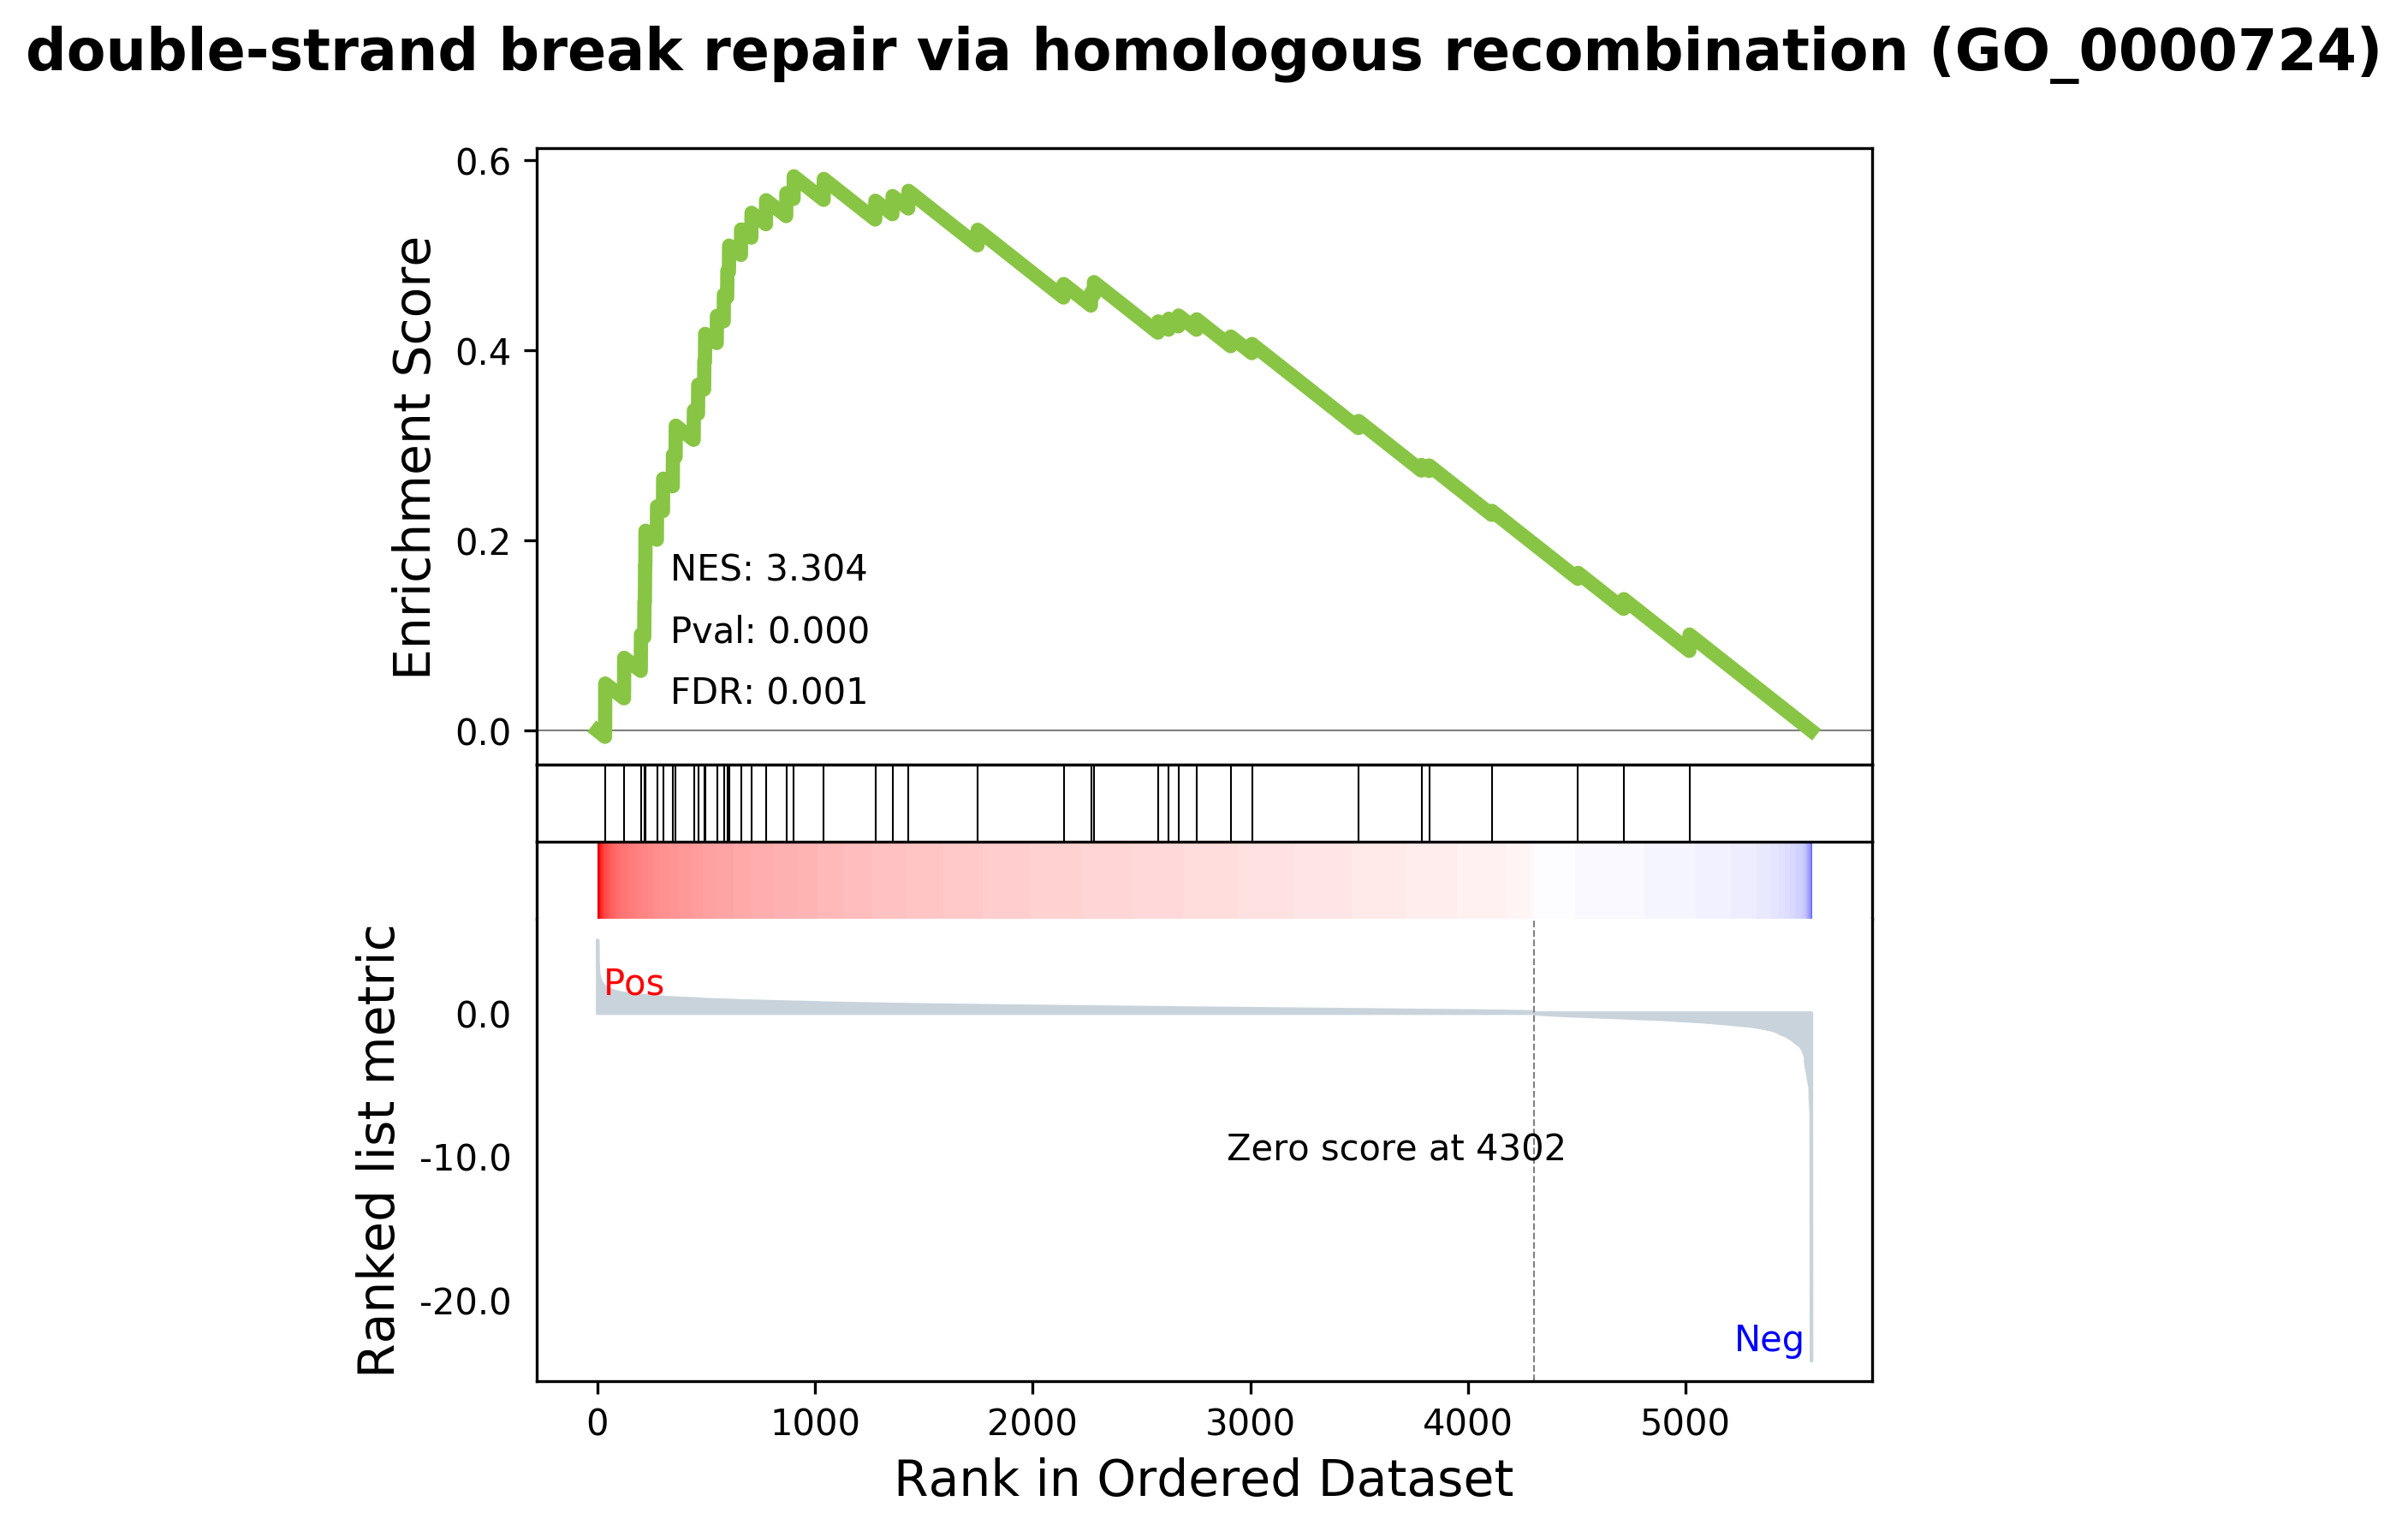 double-strand break repair via homologous recombination (GO_0000724)
Enrichment Score
0.6
0.4
0.2
0.0
NES: 3.304
Pval: 0.000
FDR: 0.001
Ranked list metric
0.0
-10.0
-20.0
Pos
Zero score at 4302
Neg
0 1000 2000 3000 4000 5000
Rank in Ordered Dataset